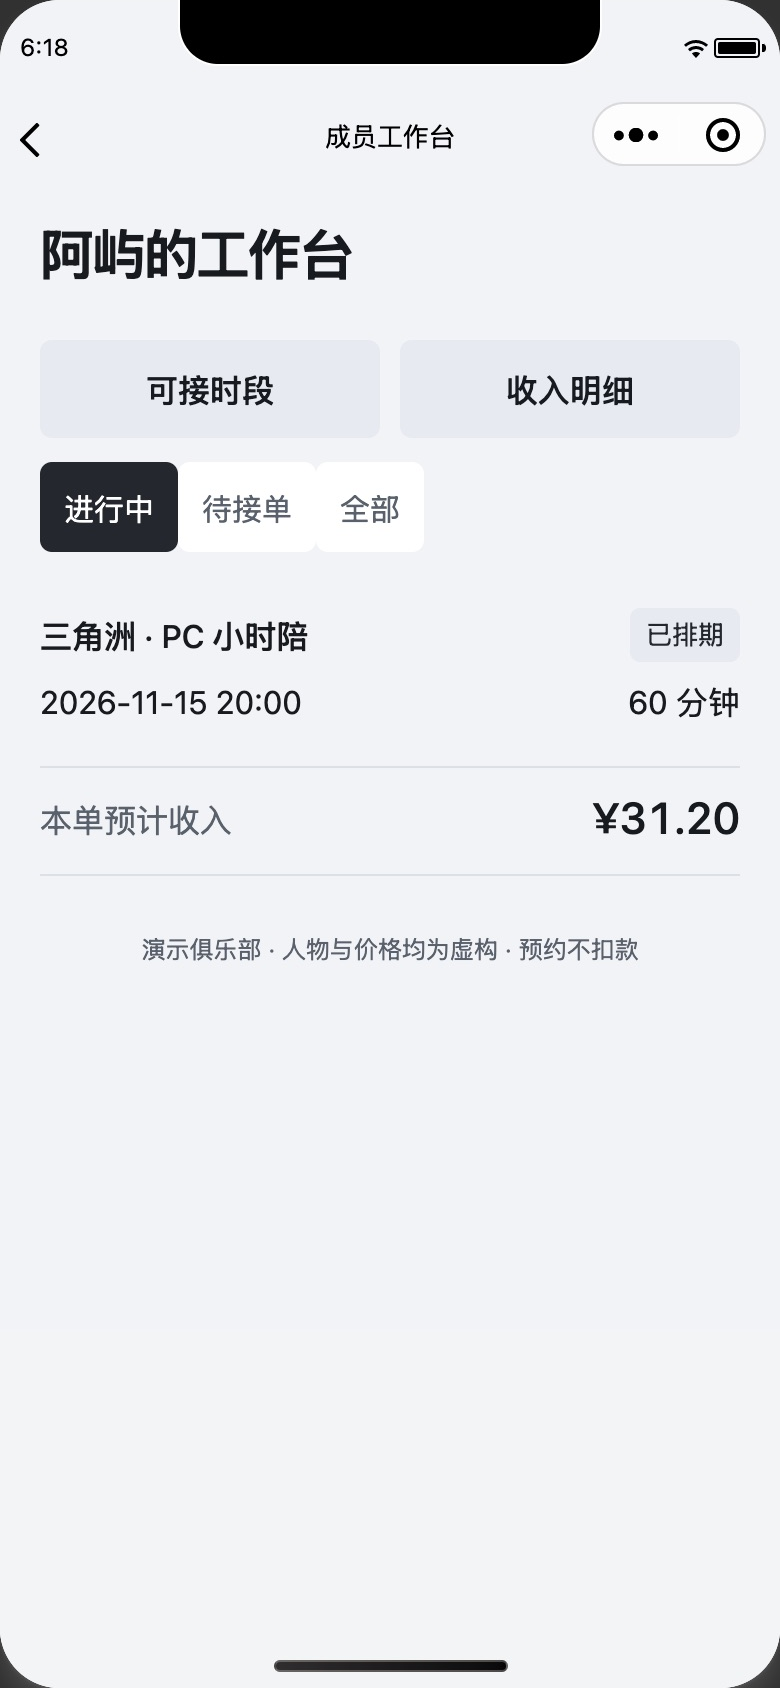 6:18
成员工作台
阿屿的工作台
可接时段 收入明细
进行中 待接单 全部
三角洲 · PC 小时陪 已排期
2026-11-15 20:00 60 分钟
本单预计收入 ¥31.20
演示俱乐部 · 人物与价格均为虚构 · 预约不扣款